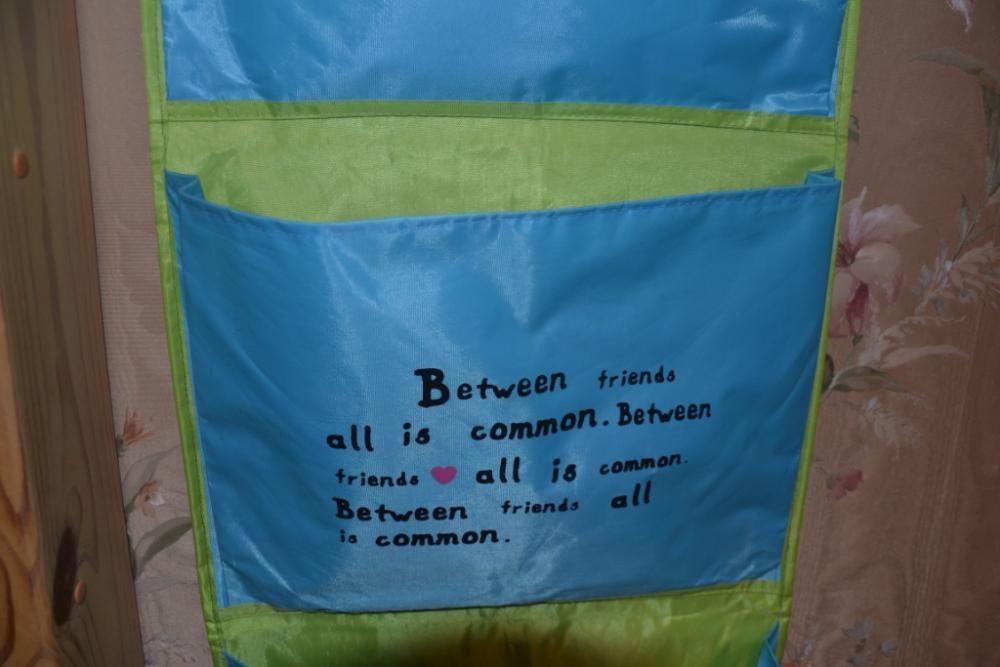 Between friends
all is common. Between
friends all is common.
Between friends all
is common.